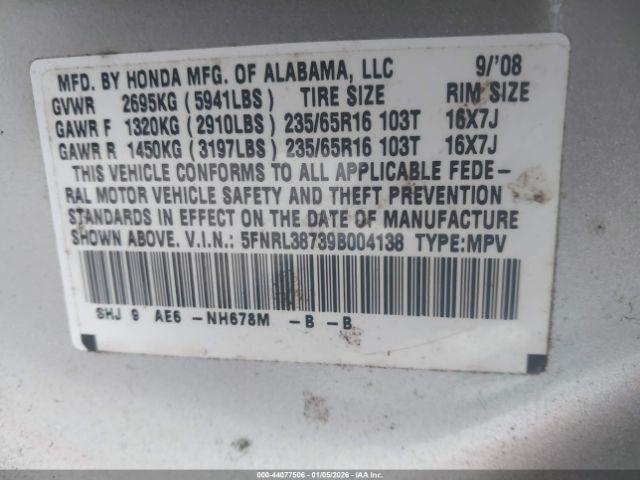 MFD. BY HONDA MFG. OF ALABAMA, LLC 9/'08
GVWR 2695KG (5941LBS) TIRE SIZE RIM SIZE
GAWR F 1320KG (2910LBS) 235/65R16 103T 16X7J
GAWR R 1450KG (3197LBS) 235/65R16 103T 16X7J
THIS VEHICLE CONFORMS TO ALL APPLICABLE FEDE-
RAL MOTOR VEHICLE SAFETY AND THEFT PREVENTION
STANDARDS IN EFFECT ON THE DATE OF MANUFACTURE
SHOWN ABOVE. V.I.N.: 5FNRL38739B004138 TYPE:MPV
SHJ 9 AE6 -NH678M -B -B
000-44077506 - 01/05/2026 - IAA Inc. Copyright